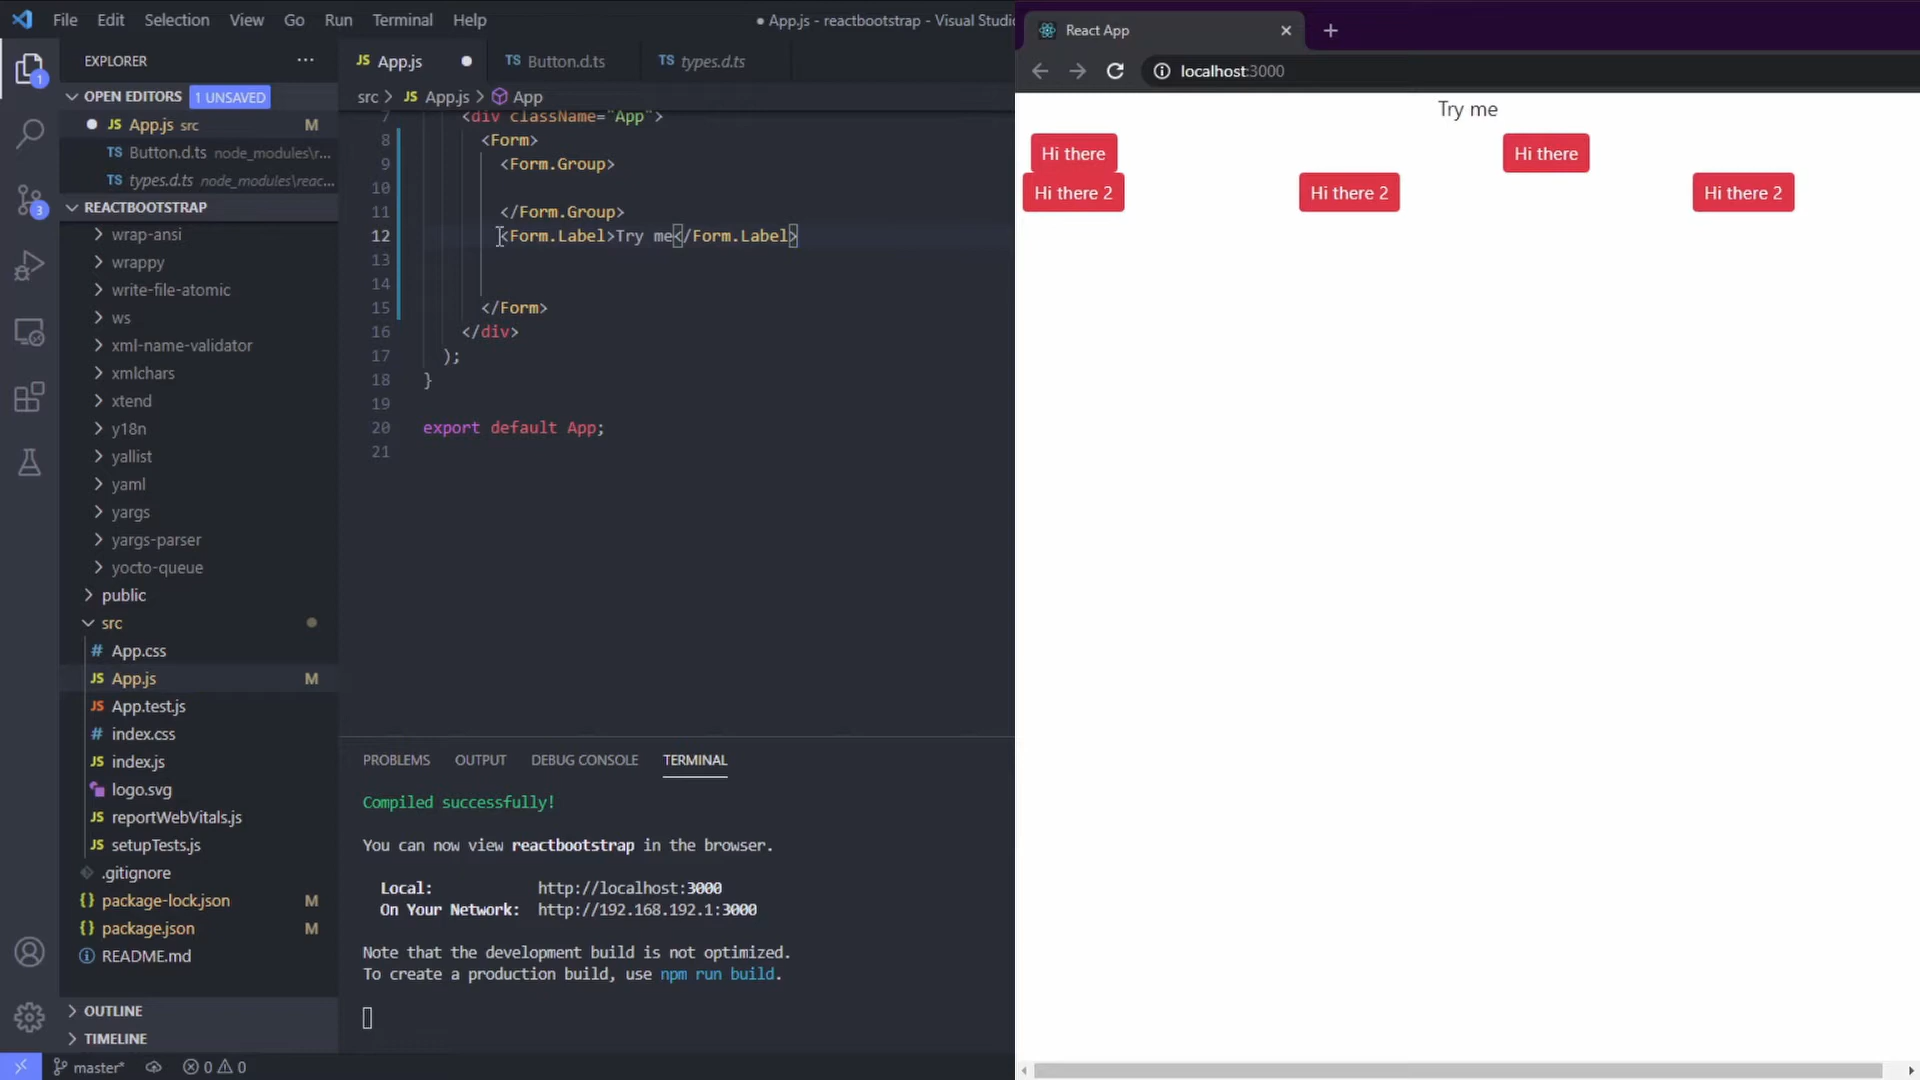 File Edit Selection View Go Run Terminal Help
● App.js - reactbootstrap - Visual Studio
EXPLORER
OPEN EDITORS 1 UNSAVED
JS App.js src M
TS Button.d.ts node_modules\r...
TS types.d.ts node_modules\reac...
REACTBOOTSTRAP
wrap-ansi
wrappy
write-file-atomic
ws
xml-name-validator
xmlchars
xtend
y18n
yallist
yaml
yargs
yargs-parser
yocto-queue
public
src
# App.css
JS App.js M
JS App.test.js
# index.css
JS index.js
logo.svg
JS reportWebVitals.js
JS setupTests.js
.gitignore
{} package-lock.json M
{} package.json M
README.md
OUTLINE
TIMELINE
master* 0 0
1
3
JS App.js TS Button.d.ts TS types.d.ts
src > JS App.js > App
7 <div className="App">
8 <Form>
9 <Form.Group>
10
11 </Form.Group>
12 <Form.Label>Try me</Form.Label>
13
14
15 </Form>
16 </div>
17 );
18 }
19
20 export default App;
21
PROBLEMS OUTPUT DEBUG CONSOLE TERMINAL
Compiled successfully!
You can now view reactbootstrap in the browser.
Local: http://localhost:3000
On Your Network: http://192.168.192.1:3000
Note that the development build is not optimized.
To create a production build, use npm run build.
React App
localhost:3000
Try me
Hi there Hi there
Hi there 2 Hi there 2 Hi there 2